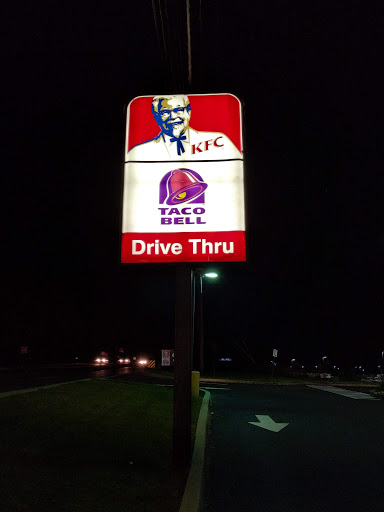 KFC
TACO
BELL
Drive Thru